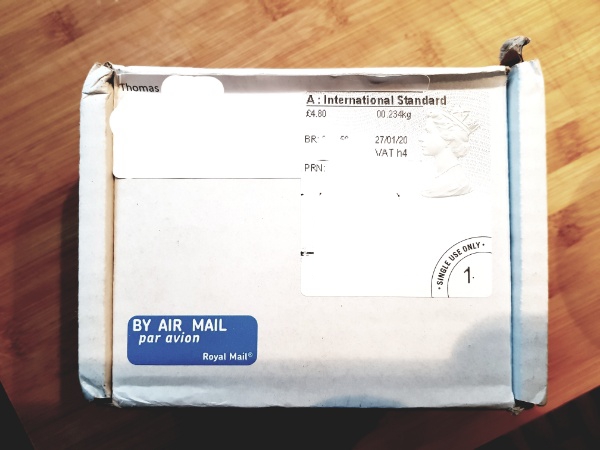 Thomas
A : International Standard
£4.80 00.234kg
27/01/20
VAT h4
PRN:
• SINGLE USE ONLY •
1
BY AIR MAIL
par avion
Royal Mail®